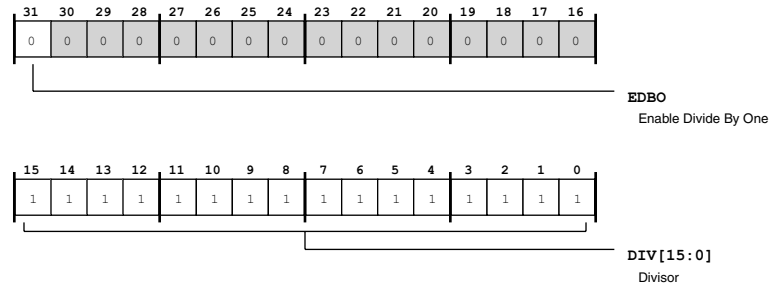 31 30 29 28 27 26 25 24 23 22 21 20 19 18 17 16
0 0 0 0 0 0 0 0 0 0 0 0 0 0 0 0
EDBO
Enable Divide By One
15 14 13 12 11 10 9 8 7 6 5 4 3 2 1 0
1 1 1 1 1 1 1 1 1 1 1 1 1 1 1 1
DIV[15:0]
Divisor